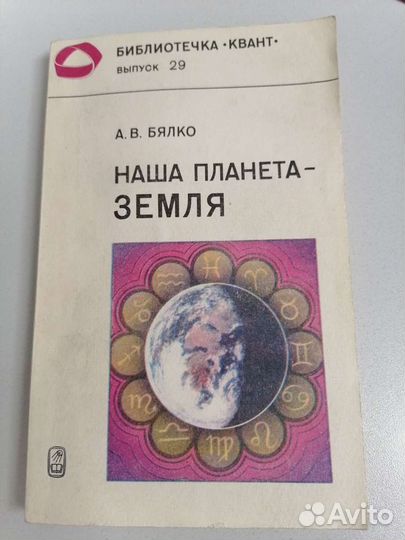 БИБЛИОТЕЧКА •КВАНТ•
ВЫПУСК 29
А.В. БЯЛКО
НАША ПЛАНЕТА–
ЗЕМЛЯ
Avito